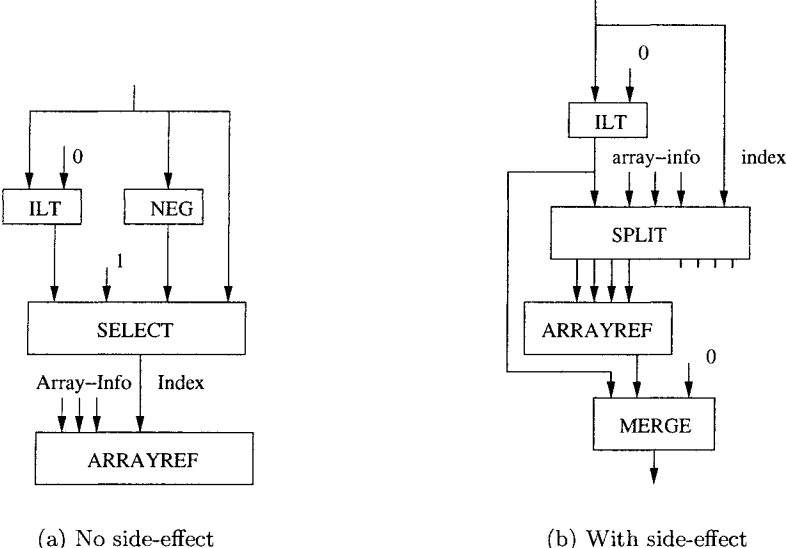 0
ILT
NEG
1
SELECT
Array-Info Index
ARRAYREF
(a) No side-effect
0
ILT
array-info index
SPLIT
ARRAYREF
0
MERGE
(b) With side-effect